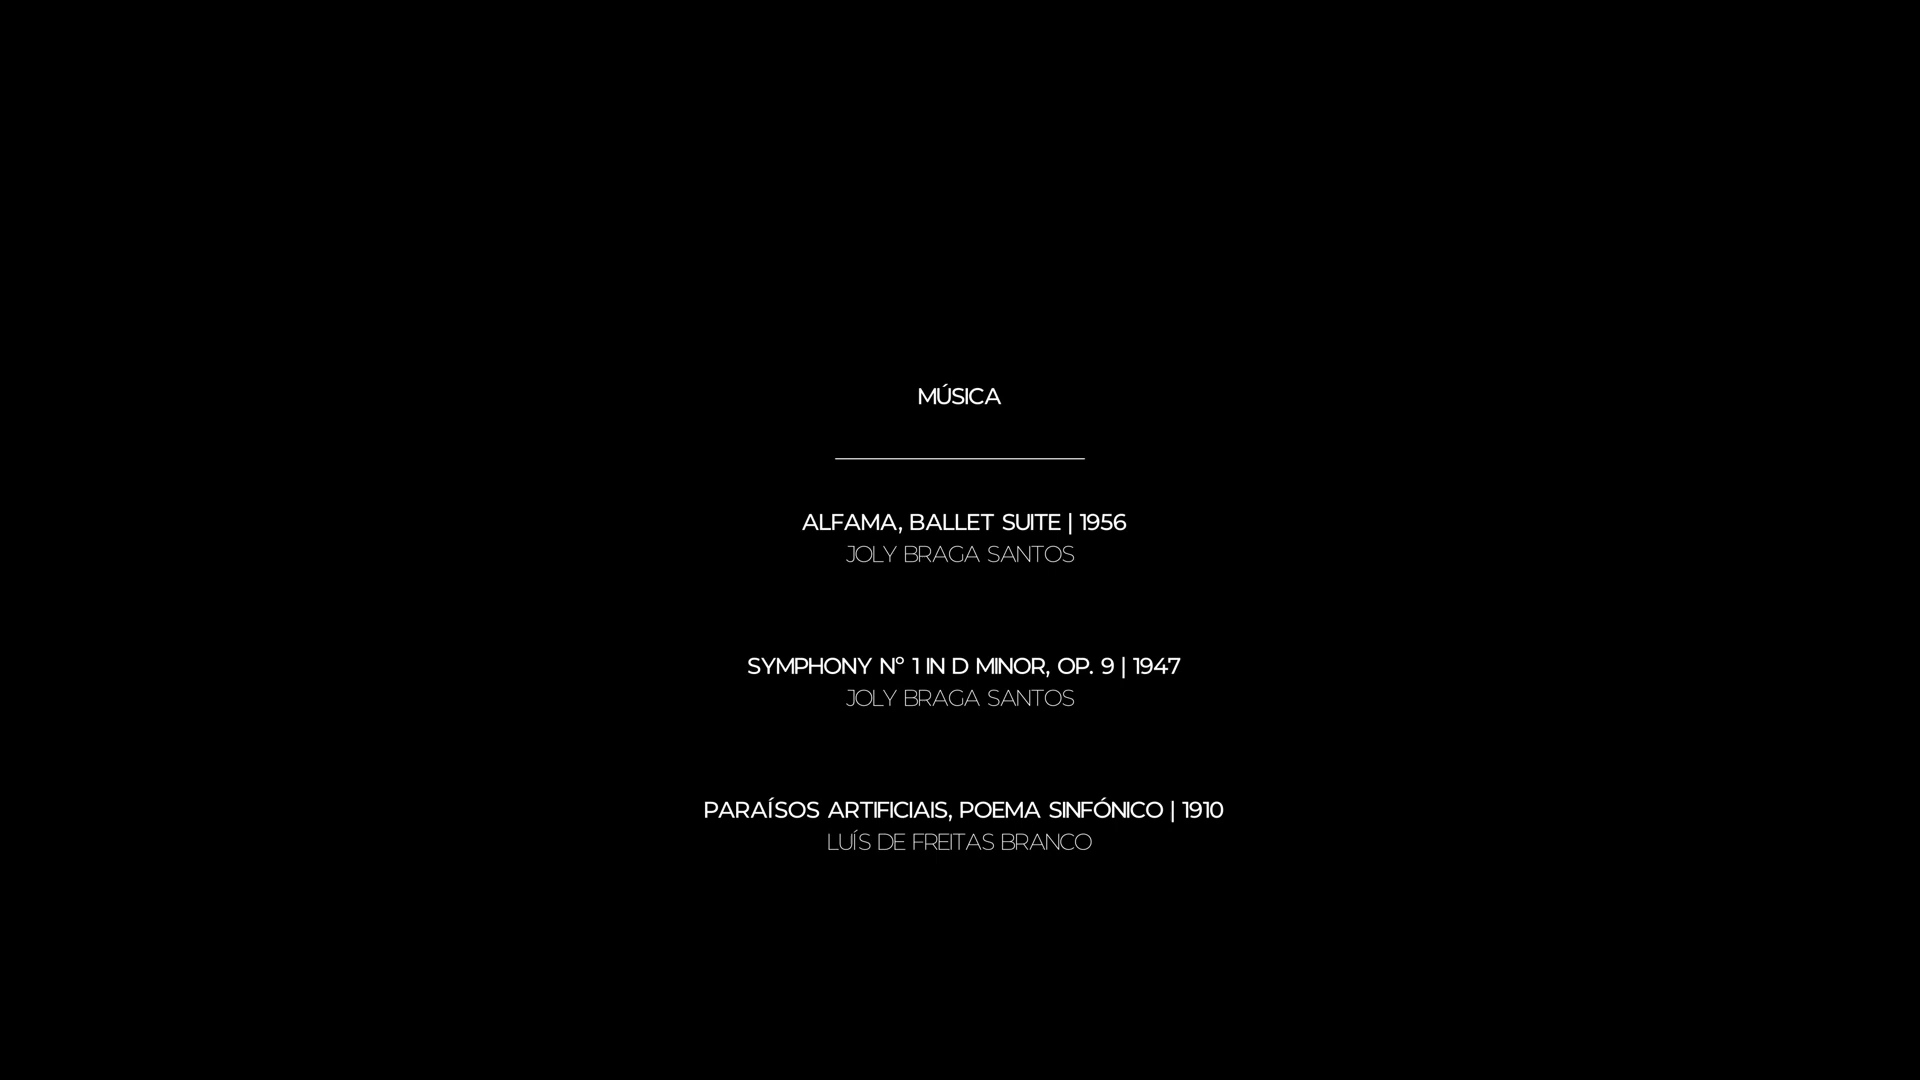 MÚSICA
ALFAMA, BALLET SUITE | 1956
JOLY BRAGA SANTOS
SYMPHONY Nº 1 IN D MINOR, OP. 9 | 1947
JOLY BRAGA SANTOS
PARAÍSOS ARTIFICIAIS, POEMA SINFÓNICO | 1910
LUÍS DE FREITAS BRANCO